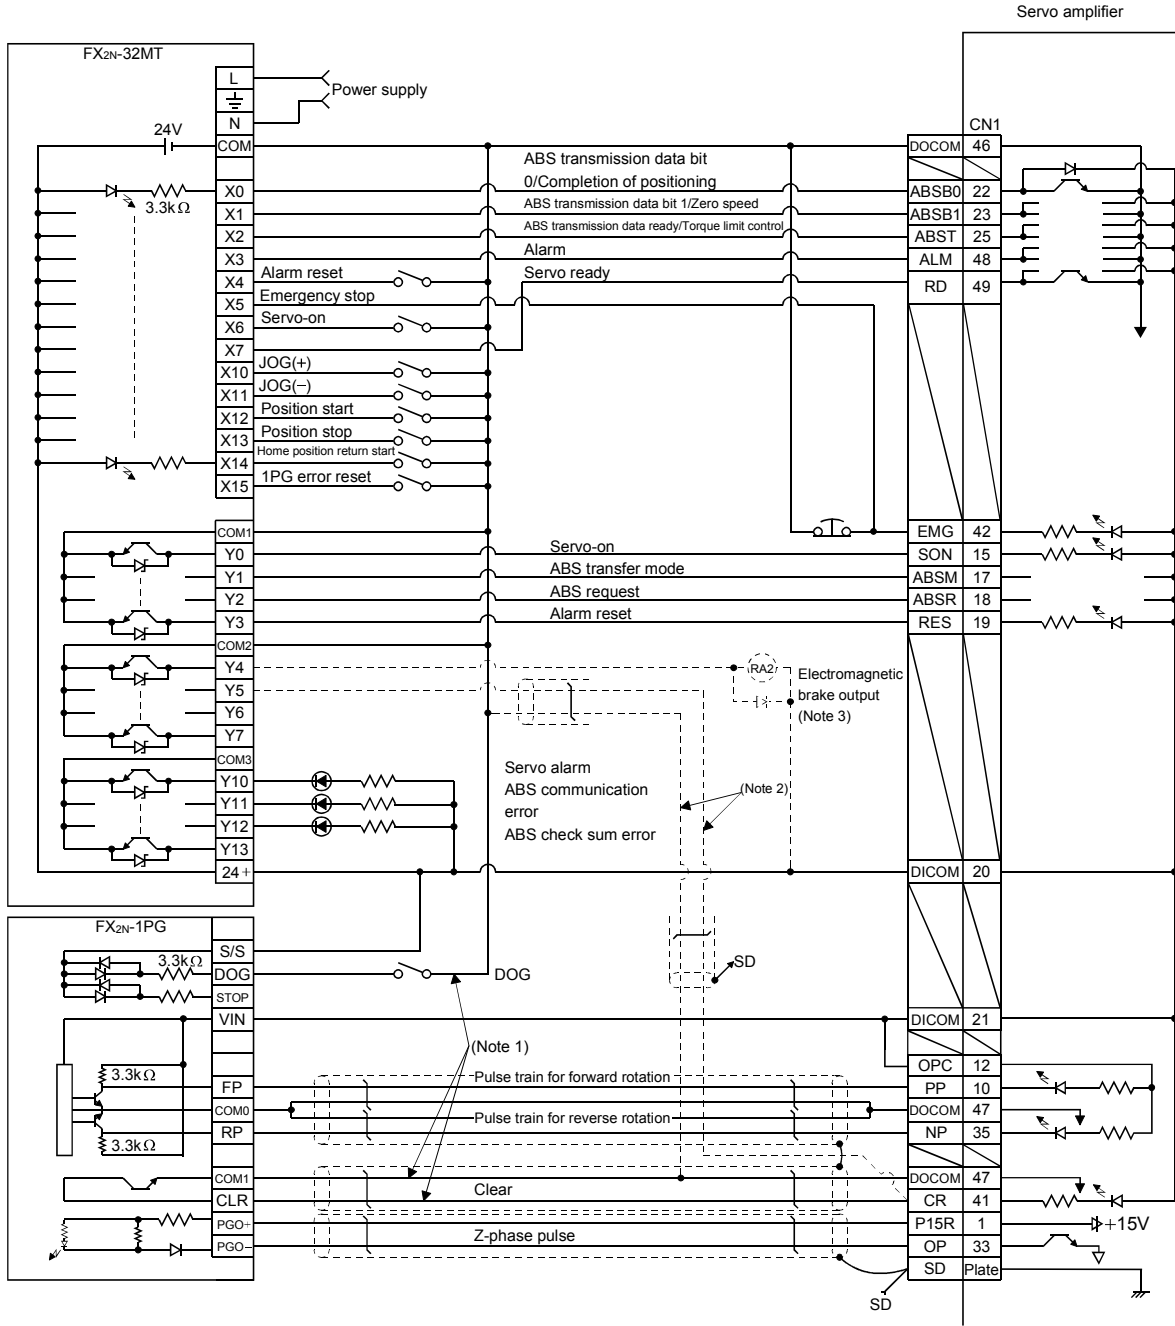 Servo amplifier
FX2N-32MT
L
Power supply
N
24V
CN1
COM
DOCOM 46
ABS transmission data bit
X0
0/Completion of positioning
ABSB0 22
3.3kΩ
X1
ABS transmission data bit 1/Zero speed
ABSB1 23
X2
ABS transmission data ready/Torque limit control
ABST 25
X3
Alarm
ALM 48
X4
Alarm reset
Servo ready
RD 49
X5
Emergency stop
X6
Servo-on
X7
X10
JOG(+)
X11
JOG(−)
X12
Position start
X13
Position stop
X14
Home position return start
X15
1PG error reset
COM1
EMG 42
Y0
Servo-on
SON 15
Y1
ABS transfer mode
ABSM 17
Y2
ABS request
ABSR 18
Y3
Alarm reset
RES 19
COM2
Y4
RA2
Electromagnetic
brake output
(Note 3)
Y5
Y6
Y7
COM3
Y10
Y11
Y12
Y13
Servo alarm
ABS communication
error
ABS check sum error
(Note 2)
24+
DICOM 20
FX2N-1PG
S/S
3.3kΩ
DOG
DOG
SD
STOP
VIN
DICOM 21
(Note 1)
OPC 12
3.3kΩ
FP
Pulse train for forward rotation
PP 10
COM0
DOCOM 47
Pulse train for reverse rotation
RP
NP 35
3.3kΩ
COM1
DOCOM 47
Clear
CLR
CR 41
PGO+
P15R 1
+15V
Z-phase pulse
PGO−
OP 33
SD Plate
SD